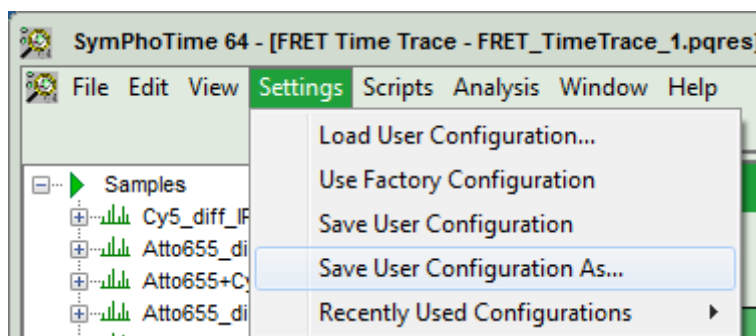 SymPhoTime 64 - [FRET Time Trace - FRET_TimeTrace_1.pqres]
File Edit View Settings Scripts Analysis Window Help
Load User Configuration...
Samples
Use Factory Configuration
Cy5_diff_IF
Save User Configuration
Atto655_di
Save User Configuration As...
Atto655+Cy
Recently Used Configurations
Atto655_di